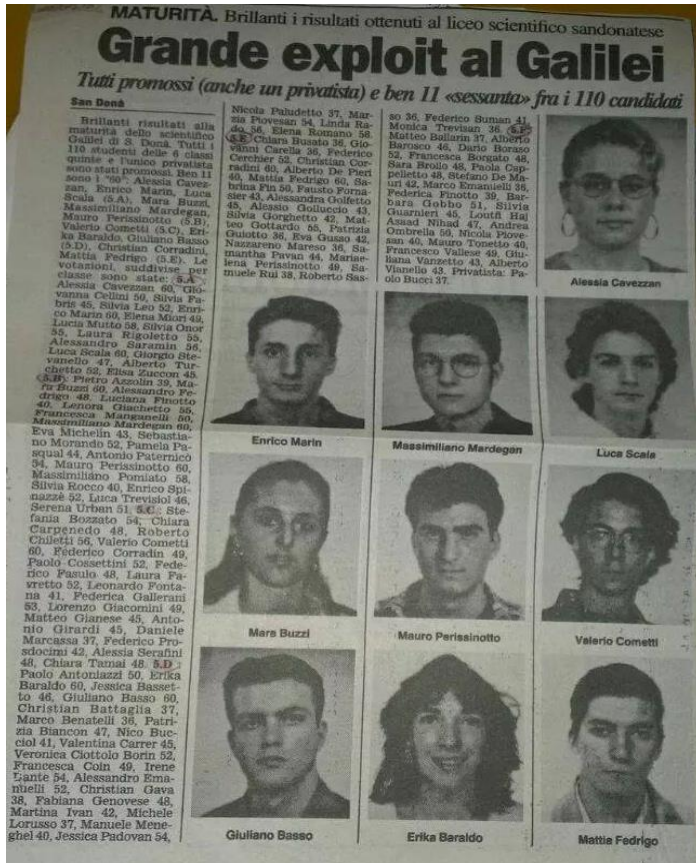 MATURITÀ. Brillanti i risultati ottenuti al liceo scientifico sandonatese
Grande exploit al Galilei
Tutti promossi (anche un privatista) e ben 11 «sessanta» fra i 110 candidati
San Donà
Brillanti risultati alla
maturità dello scientifico
Galilei di S. Donà. Tutti i
110 studenti delle 6 classi
quinte e l'unico privatista
sono stati promossi. Ben 11
sono i "60": Alessia Cavez-
zan, Enrico Marin, Luca
Scala (5.A), Mara Buzzi,
Massimiliano Mardegan,
Mauro Perissinotto (5.B),
Valerio Cometti (5.C), Eri-
ka Baraldo, Giuliano Basso
(5.D), Christian Corradini,
Mattia Fedrigo (5.E). Le
votazioni, suddivise per
classe sono state: 5.A:
Alessia Cavezzan 60, Gio-
vanna Cellini 50, Silvia Fa-
bris 45, Silvia Leo 52, Enri-
co Marin 60, Elena Miori 49,
Lucia Mutto 58, Silvia Onor
55, Laura Rigoletto 55,
Alessandro Saramin 56,
Luca Scala 60, Giorgio Ste-
vanello 47, Alberto Tur-
chetto 52, Elisa Zuccon 45.
5.B: Pietro Azzolin 39, Ma-
ra Buzzi 60, Alessandro Fe-
drigo 48, Luciana Finotto
40, Lenora Giachetto 55,
Francesca Manganelli 50,
Massimiliano Mardegan 60,
Eva Michelin 43, Sebastia-
no Morando 52, Pamela Pa-
squal 44, Antonio Paternicò
54, Mauro Perissinotto 60,
Massimiliano Pomiato 58,
Silvia Rocco 40, Enrico Spi-
nazzè 52, Luca Trevisiol 46,
Serena Urban 51. 5.C: Ste-
fania Bozzato 54, Chiara
Carpenedo 48, Roberto
Chiletti 56, Valerio Cometti
60, Federico Corradin 49,
Paolo Cossettini 52, Fede-
rico Fasulo 48, Laura Fa-
vretto 52, Leonardo Fonta-
na 41, Federica Gallerani
53, Lorenzo Giacomini 49,
Matteo Gianese 45, Anto-
nio Girardi 45, Daniele
Marcassa 37, Federico Pro-
sdocimi 42, Alessia Serafini
48, Chiara Tamai 48. 5.D:
Paolo Antoniazzi 50, Erika
Baraldo 60, Jessica Basset-
to 46, Giuliano Basso 60,
Christian Battaglia 37,
Marco Benatelli 36, Patri-
zia Biancon 47, Nico Buc-
ciol 41, Valentina Carrer 45,
Veronica Ciottolo Borin 52,
Francesca Coin 49, Irene
Lante 54, Alessandro Ema-
nuelli 52, Christian Gava
38, Fabiana Genovese 48,
Martina Ivan 42, Michele
Lorusso 37, Manuele Mene-
ghel 40, Jessica Padovan 54,
Nicola Paludetto 37, Mar-
zia Piovesan 54, Linda Ra-
do 56, Elena Romano 56.
5.E: Chiara Busato 36, Gio-
vanni Carella 36, Federico
Cerchier 52, Christian Cor-
radini 60, Alberto De Pieri
40, Mattia Fedrigo 60, Sa-
brina Fin 50, Fausto Forna-
sier 43, Alessandra Golfetto
45, Alessio Golluccio 43,
Silvia Gorghetto 42, Mat-
teo Gottardo 55, Patrizia
Guiotto 36, Eva Gusso 42,
Nazzareno Mareso 36, Sa-
mantha Pavan 44, Mariae-
lena Perissinotto 49, Sa-
muele Rui 38, Roberto Sas-
so 36, Federico Suman 41,
Monica Trevisan 36. 5.F:
Matteo Ballarin 37, Alberto
Barosco 46, Dario Boraso
52, Francesca Borgato 48,
Sara Brollo 48, Paola Cap-
pelletto 48, Stefano De Ma-
uri 42, Marco Emanielli 36,
Federica Finotto 39, Bar-
bara Gobbo 51, Silvia
Guarnieri 45, Loutfi Haj
Asaad Nihad 47, Andrea
Ombrella 59, Nicola Piove-
san 40, Mauro Tonetto 40,
Francesco Vallese 49, Giu-
liana Vanzetto 43, Alberto
Vianello 43. Privatista: Pa-
olo Bucci 37.
Alessia Cavezzan
Enrico Marin
Massimiliano Mardegan
Luca Scala
Mara Buzzi
Mauro Perissinotto
Valerio Cometti
Giuliano Basso
Erika Baraldo
Mattia Fedrigo